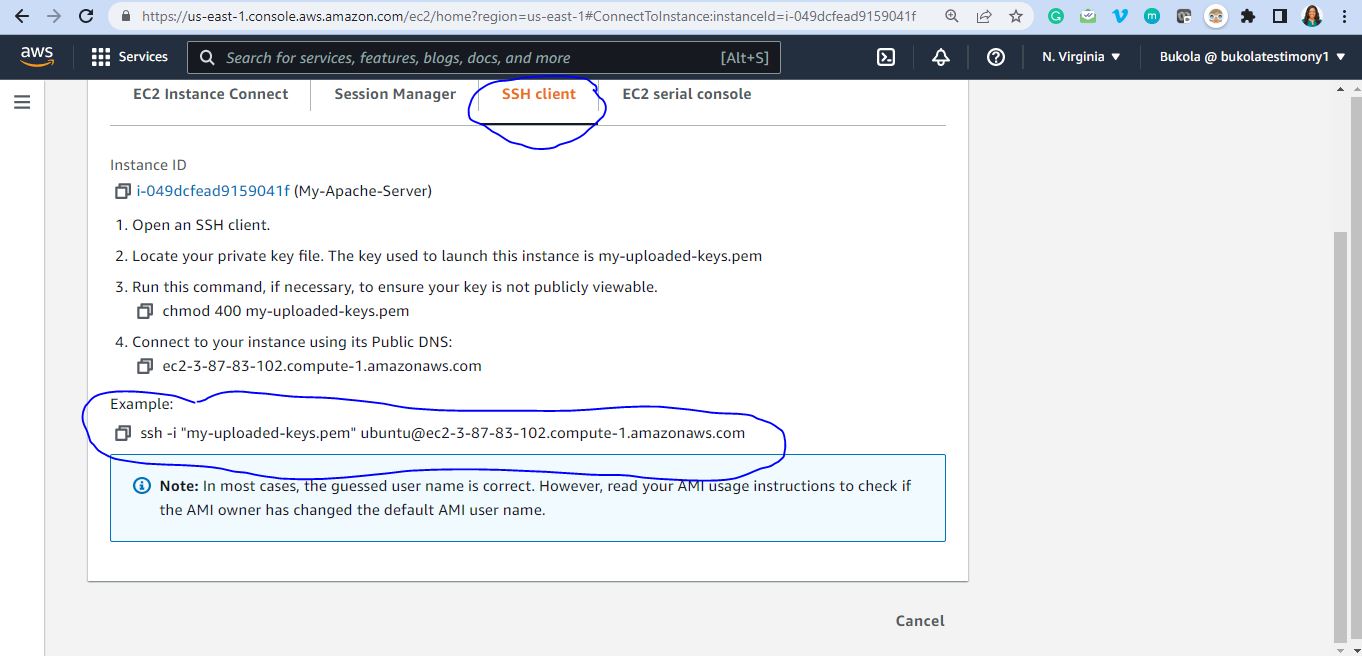 https://us-east-1.console.aws.amazon.com/ec2/home?region=us-east-1#ConnectToInstance:instanceId=i-049dcfead9159041f
aws Services Search for services, features, blogs, docs, and more [Alt+S] N. Virginia ▼ Bukola @ bukolatestimony1 ▼
EC2 Instance Connect Session Manager SSH client EC2 serial console
Instance ID
i-049dcfead9159041f (My-Apache-Server)
1. Open an SSH client.
2. Locate your private key file. The key used to launch this instance is my-uploaded-keys.pem
3. Run this command, if necessary, to ensure your key is not publicly viewable.
chmod 400 my-uploaded-keys.pem
4. Connect to your instance using its Public DNS:
ec2-3-87-83-102.compute-1.amazonaws.com
Example:
ssh -i "my-uploaded-keys.pem" ubuntu@ec2-3-87-83-102.compute-1.amazonaws.com
Note: In most cases, the guessed user name is correct. However, read your AMI usage instructions to check if
the AMI owner has changed the default AMI user name.
Cancel